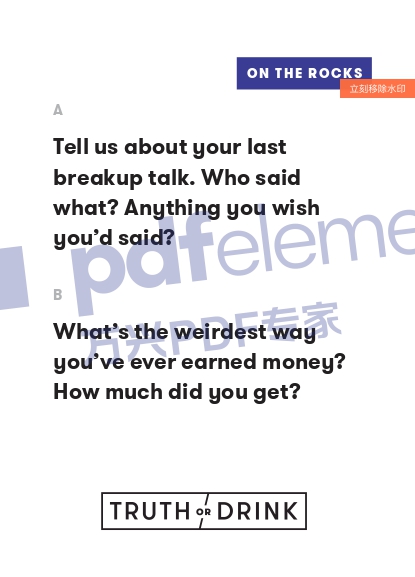 ON THE ROCKS
立刻移除水印
A
Tell us about your last
breakup talk. Who said
what? Anything you wish
you’d said?
pdfeleme
B
万兴PDF专家
What’s the weirdest way
you’ve ever earned money?
How much did you get?
TRUTH OR DRINK